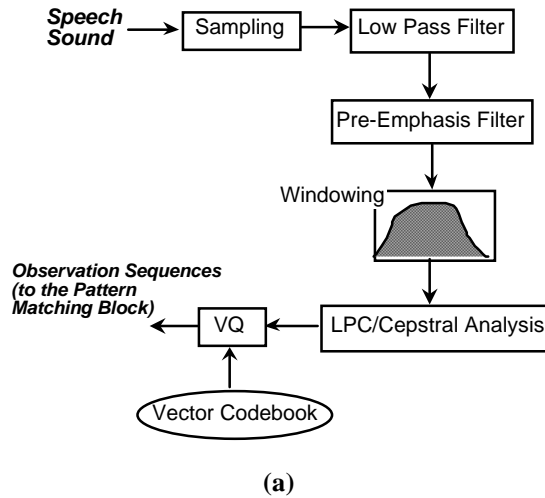 Speech
Sound
Sampling
Low Pass Filter
Pre-Emphasis Filter
Windowing
Observation Sequences
(to the Pattern
Matching Block)
VQ
LPC/Cepstral Analysis
Vector Codebook
(a)